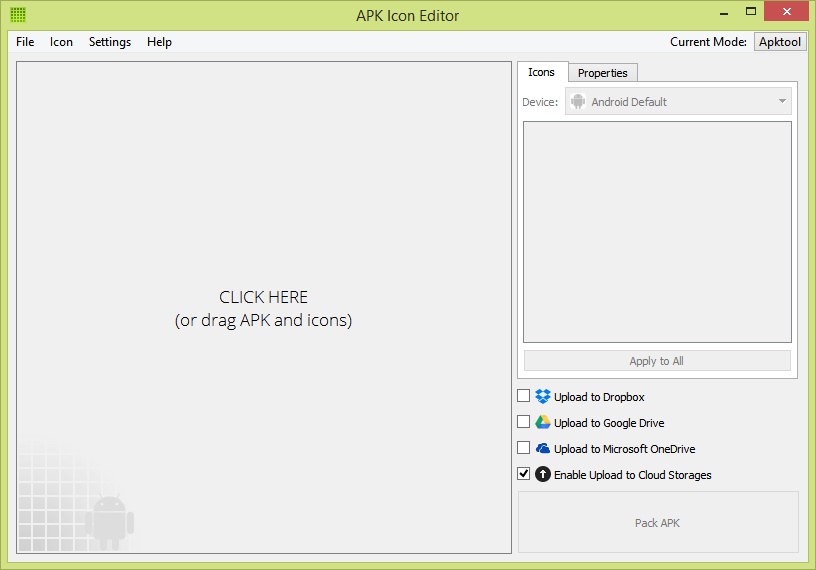 APK Icon Editor
File Icon Settings Help Current Mode: Apktool
Icons Properties
Device: Android Default
CLICK HERE
(or drag APK and icons)
Apply to All
Upload to Dropbox
Upload to Google Drive
Upload to Microsoft OneDrive
Enable Upload to Cloud Storages
Pack APK